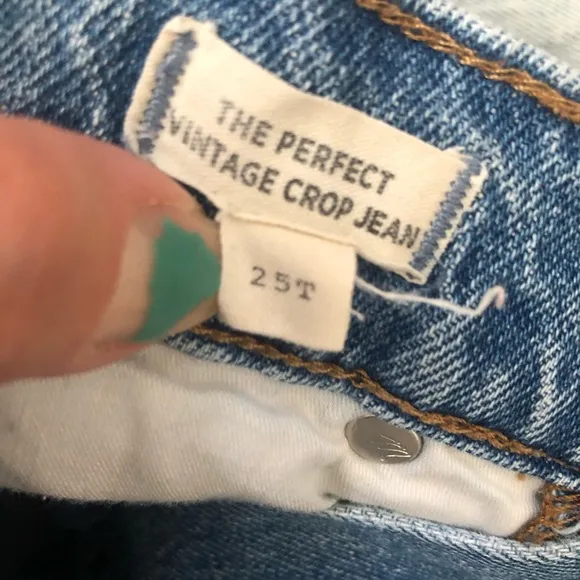 THE PERFECT
VINTAGE CROP JEAN
25T